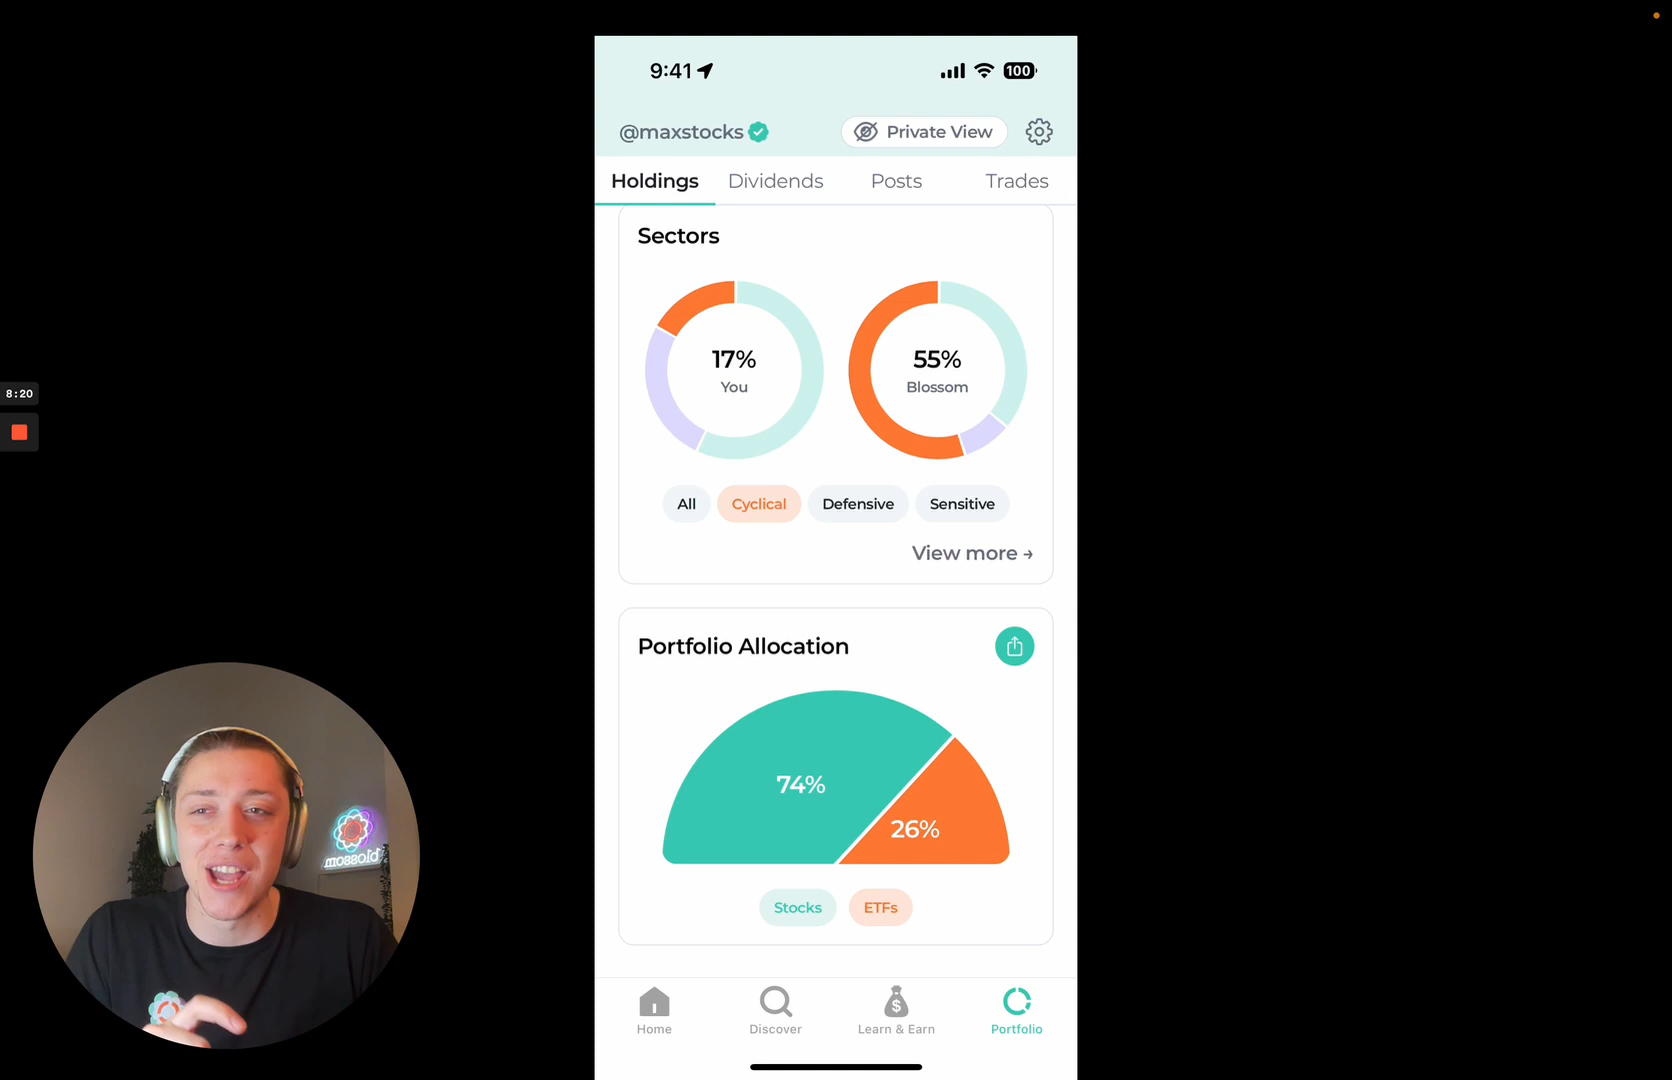 9:41
100
@maxstocks
Private View
Holdings Dividends Posts Trades
Sectors
17%
You
55%
Blossom
All Cyclical Defensive Sensitive
View more →
Portfolio Allocation
74%
26%
Stocks ETFs
Home Discover Learn & Earn Portfolio
8:20
blossom